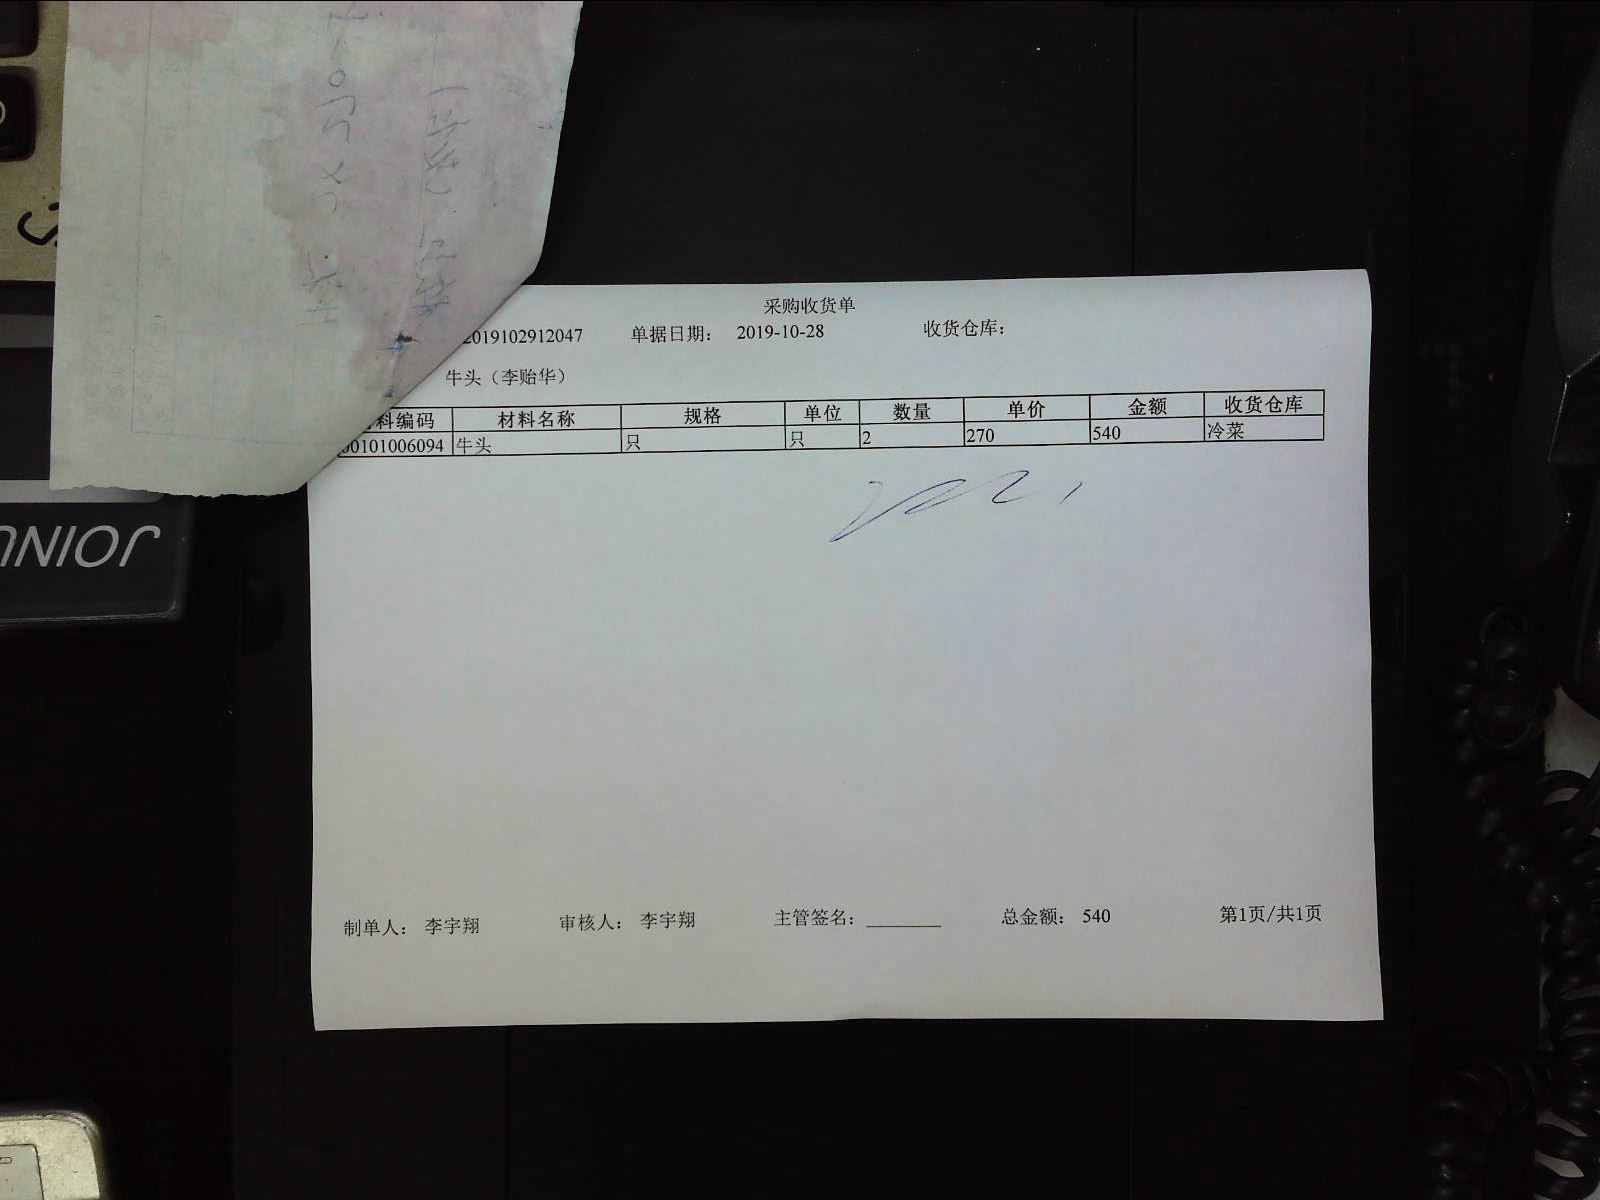 采购收货单
2019102912047 单据日期: 2019-10-28 收货仓库:
牛头（李贻华）
料编码 材料名称 规格 单位 数量 单价 金额 收货仓库
00101006094 牛头 只 只 2 270 540 冷菜
制单人: 李宇翔 审核人: 李宇翔 主管签名: 总金额: 540 第1页/共1页